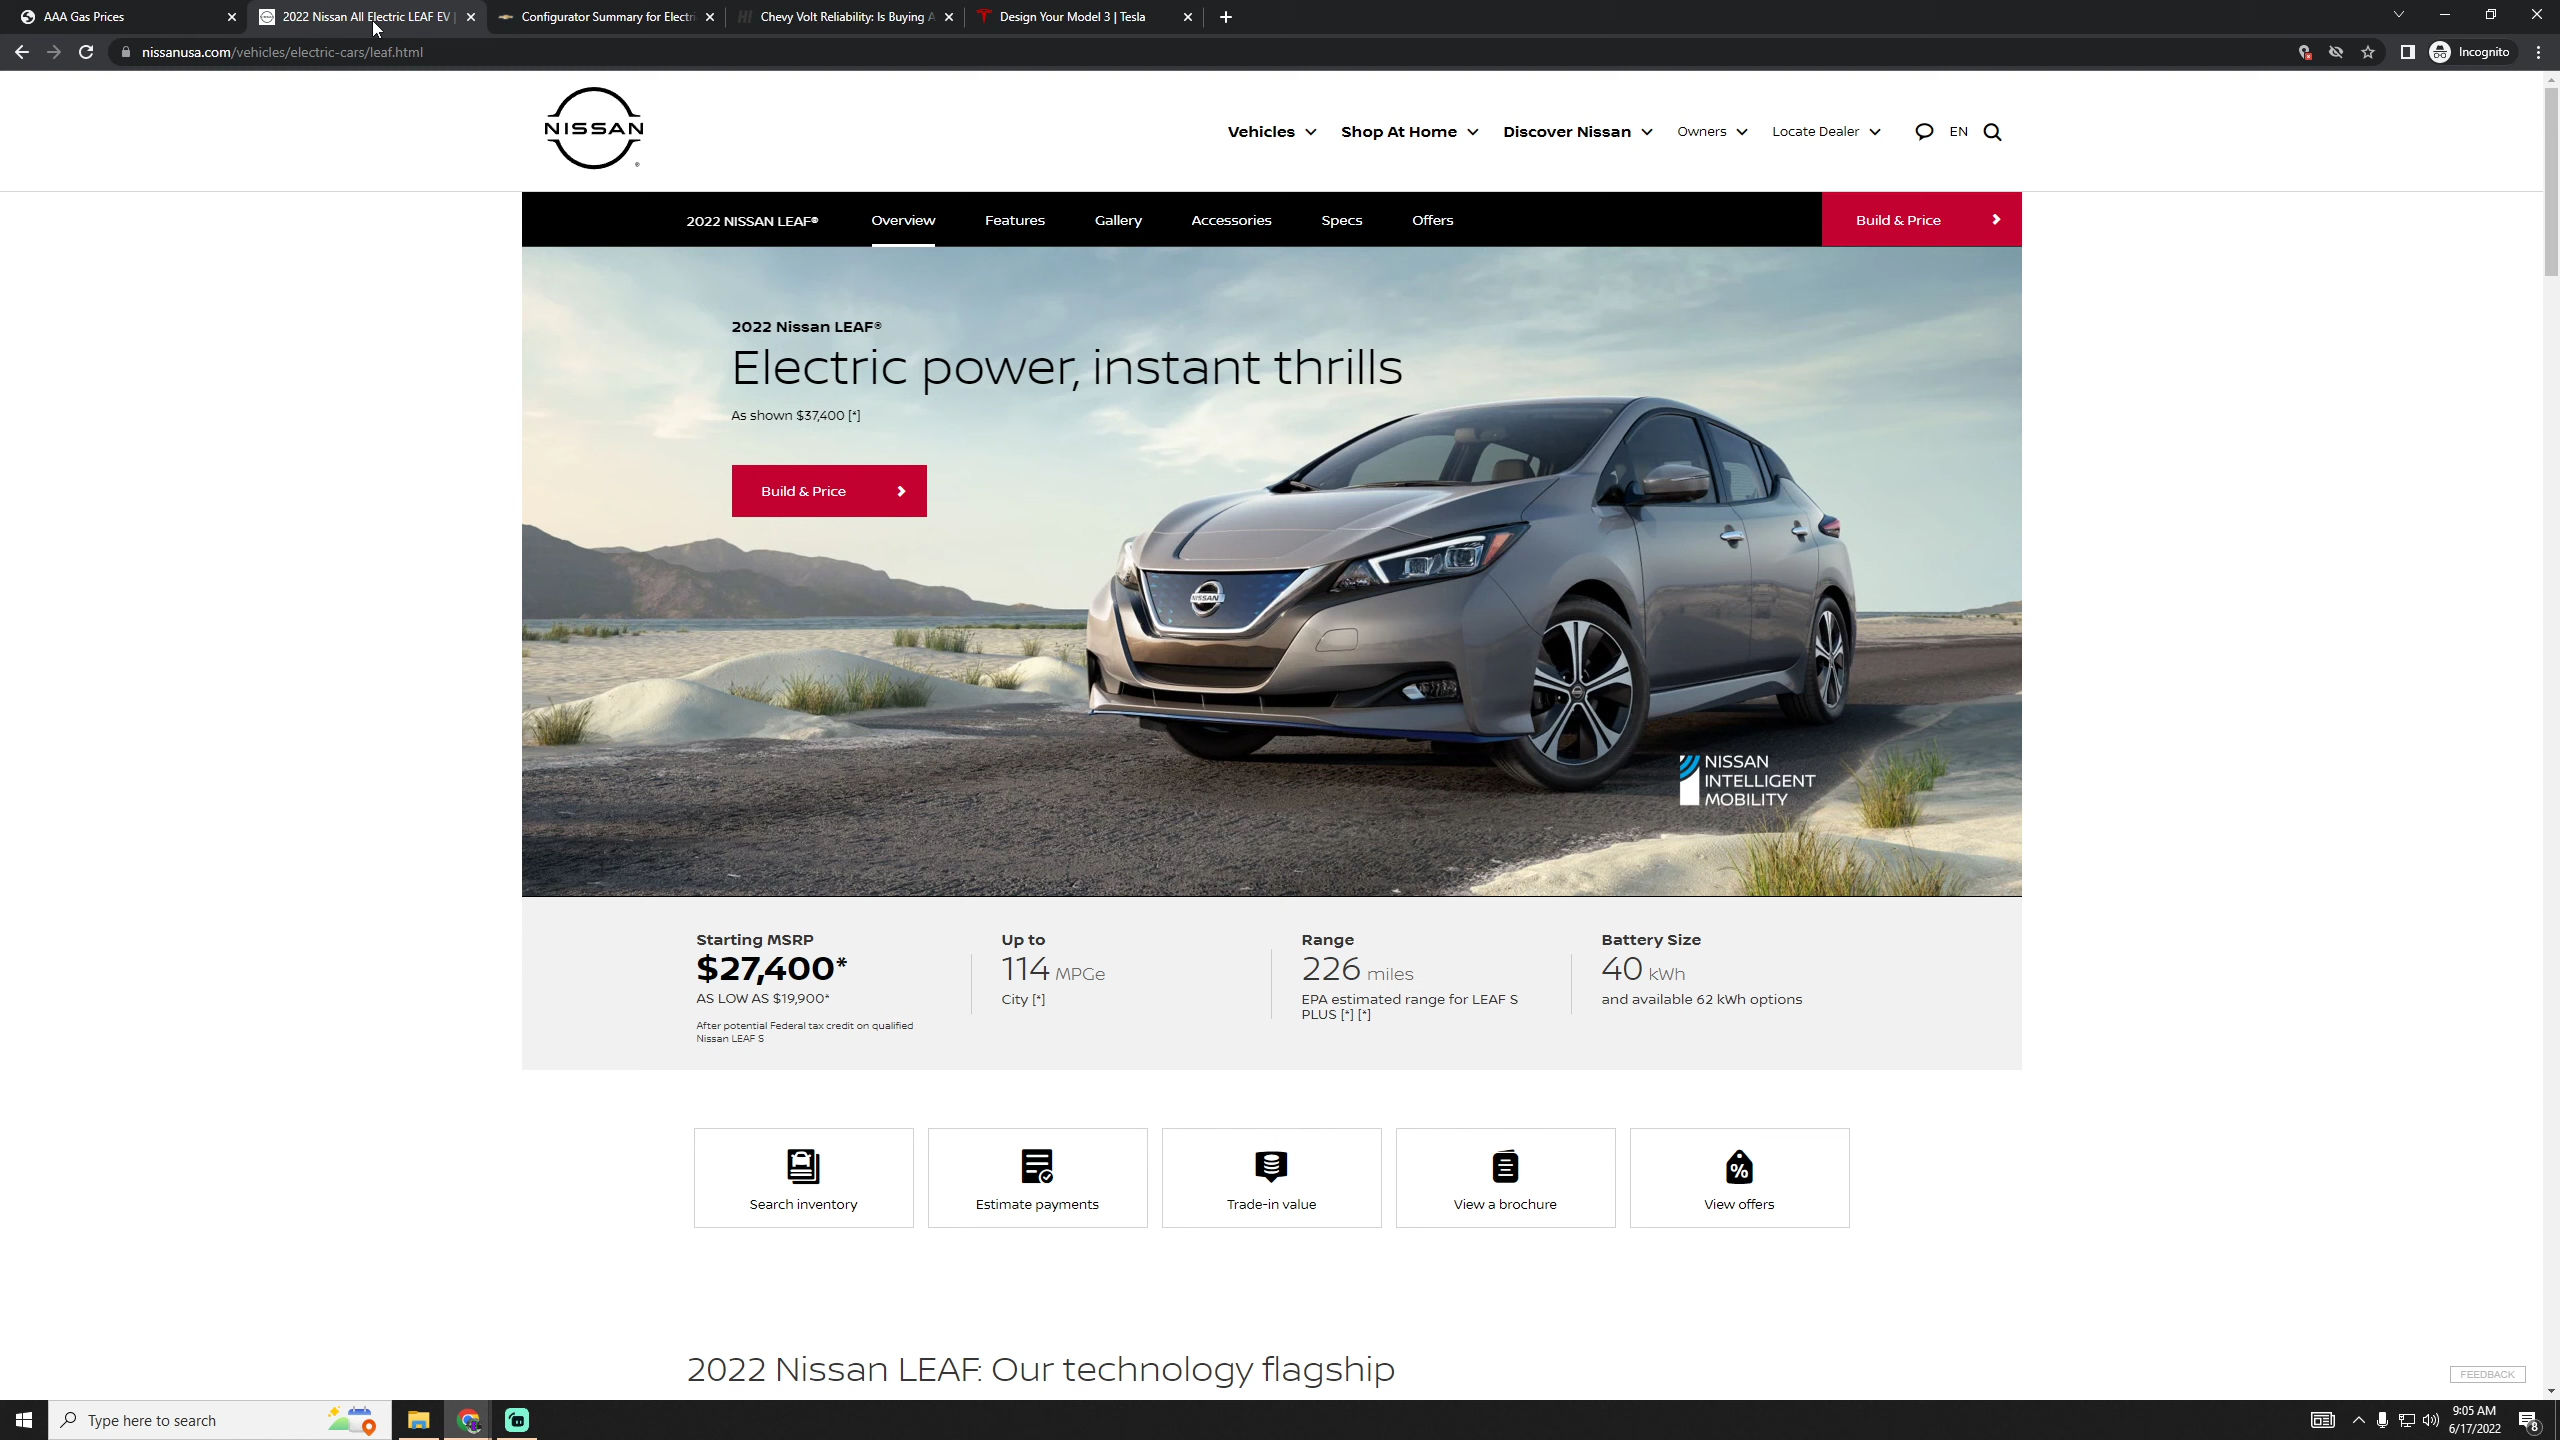 AAA Gas Prices
2022 Nissan All Electric LEAF EV |
Configurator Summary for Electri
Chevy Volt Reliability: Is Buying A
Design Your Model 3 | Tesla
nissanusa.com/vehicles/electric-cars/leaf.html
Incognito
NISSAN
Vehicles
Shop At Home
Discover Nissan
Owners
Locate Dealer
EN
2022 NISSAN LEAF®
Overview
Features
Gallery
Accessories
Specs
Offers
Build & Price
2022 Nissan LEAF®
Electric power, instant thrills
As shown $37,400 [*]
Build & Price
NISSAN
NISSAN
INTELLIGENT
MOBILITY
Starting MSRP
$27,400*
AS LOW AS $19,900*
After potential Federal tax credit on qualified
Nissan LEAF S
Up to
114 MPGe
City [*]
Range
226 miles
EPA estimated range for LEAF S
PLUS [*] [*]
Battery Size
40 kWh
and available 62 kWh options
Search inventory
Estimate payments
Trade-in value
View a brochure
View offers
2022 Nissan LEAF: Our technology flagship
FEEDBACK
Type here to search
9:05 AM
6/17/2022
8